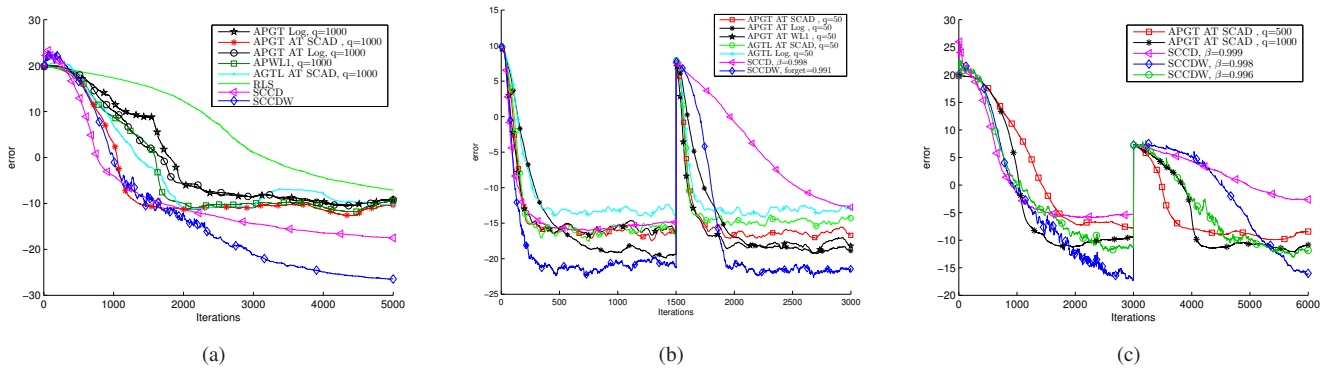 30
20
10
0
−10
−20
−30
error
0
1000
2000
3000
4000
5000
Iterations
APGT Log, q=1000
APGT AT SCAD , q=1000
APGT AT Log, q=1000
APWL1, q=1000
AGTL AT SCAD, q=1000
RLS
SCCD
SCCDW
(a)
15
10
5
0
−5
−10
−15
−20
−25
error
0
500
1000
1500
2000
2500
3000
Iterations
APGT AT SCAD , q=50
APGT AT Log , q=50
APGT AT WL1 , q=50
AGTL AT SCAD, q=50
AGTL Log, q=50
SCCD, β=0.998
SCCDW, forget=0.991
(b)
30
25
20
15
10
5
0
−5
−10
−15
−20
error
0
1000
2000
3000
4000
5000
6000
Iterations
APGT AT SCAD , q=500
APGT AT SCAD , q=1000
SCCD, β=0.999
SCCDW, β=0.998
SCCDW, β=0.996
(c)